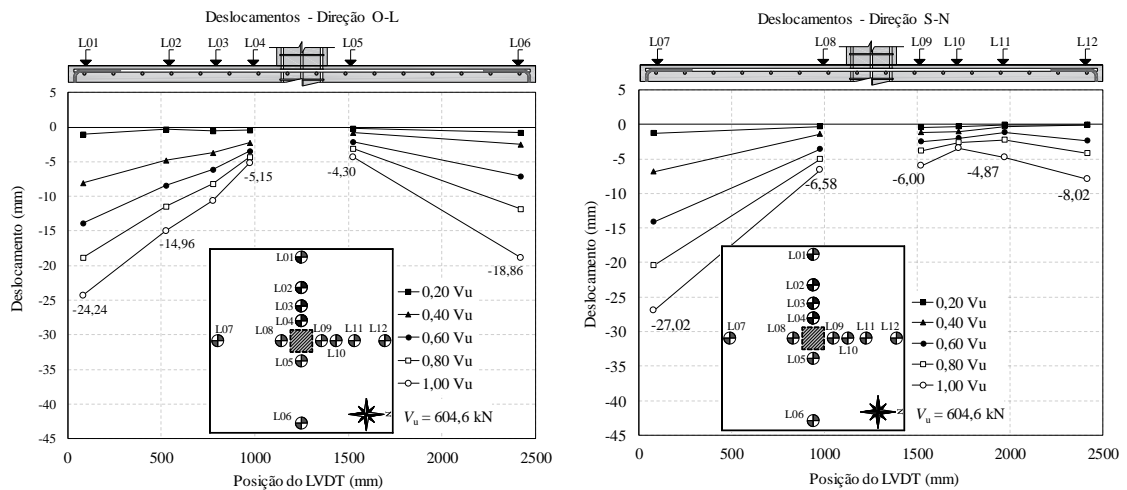 Deslocamentos - Direção O-L
L01 L02 L03 L04 L05 L06
5
0
-5
-10
-15
-20
-25
-30
-35
-40
-45
Deslocamento (mm)
-5,15
-4,30
-14,96
-18,86
-24,24
L01
L02
L03
L04
L07 L08 L09 L11 L12
L10
L05
L06
N
0,20 Vu
0,40 Vu
0,60 Vu
0,80 Vu
1,00 Vu
Vu = 604,6 kN
0 500 1000 1500 2000 2500
Posição do LVDT (mm)
Deslocamentos - Direção S-N
L07 L08 L09 L10 L11 L12
5
0
-5
-10
-15
-20
-25
-30
-35
-40
-45
Deslocamento (mm)
-6,58
-6,00
-4,87
-8,02
-27,02
L01
L02
L03
L04
L07 L08 L09 L11 L12
L10
L05
L06
N
0,20 Vu
0,40 Vu
0,60 Vu
0,80 Vu
1,00 Vu
Vu = 604,6 kN
0 500 1000 1500 2000 2500
Posição do LVDT (mm)